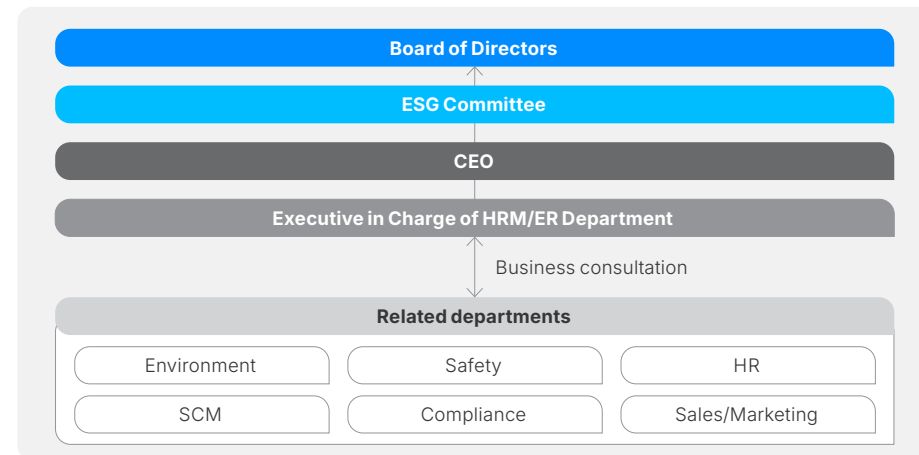 Board of Directors
ESG Committee
CEO
Executive in Charge of HRM/ER Department
Business consultation
Related departments
Environment
Safety
HR
SCM
Compliance
Sales/Marketing